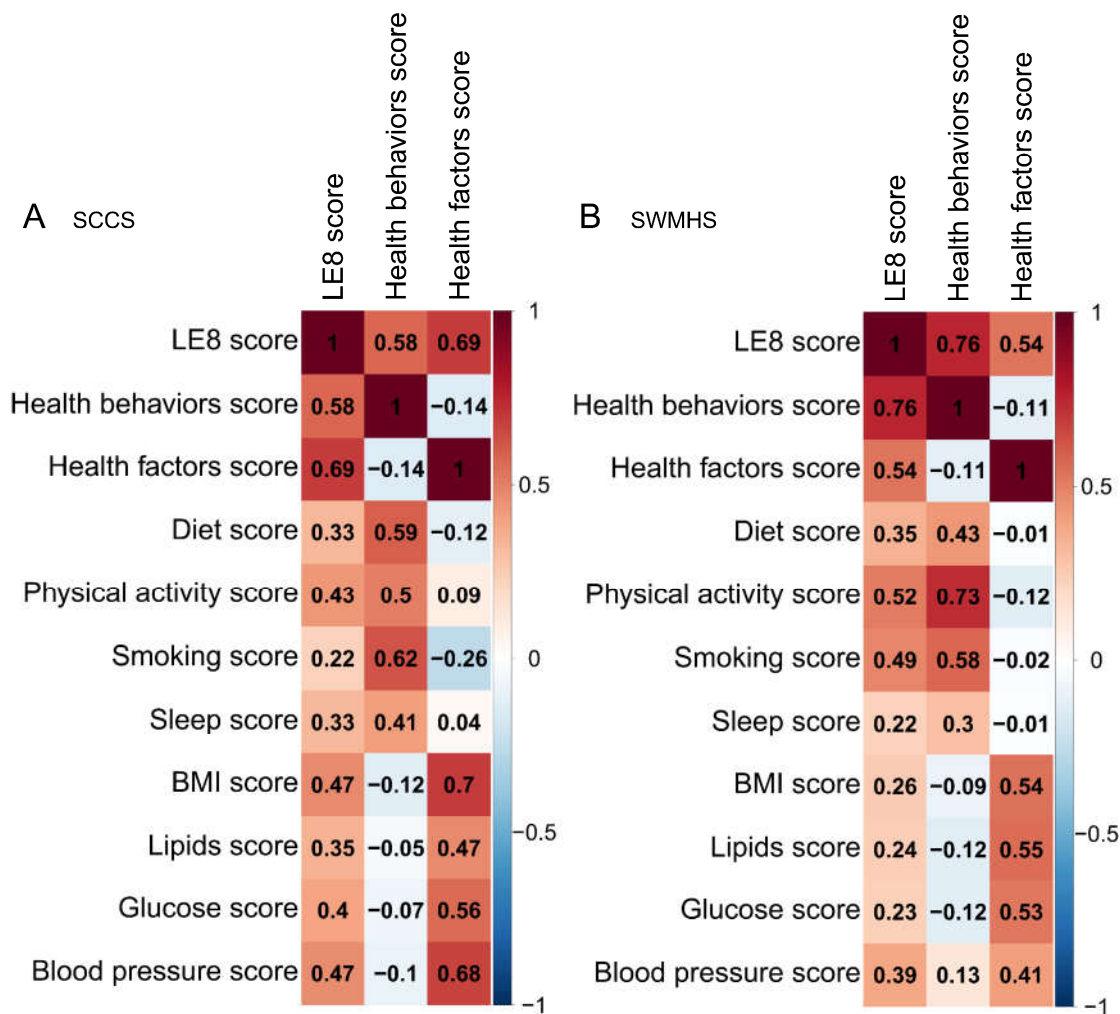 A SCCS
LE8 score
Health behaviors score
Health factors score
LE8 score 1 0.58 0.69
Health behaviors score 0.58 1 −0.14
Health factors score 0.69 −0.14 1
Diet score 0.33 0.59 −0.12
Physical activity score 0.43 0.5 0.09
Smoking score 0.22 0.62 −0.26
Sleep score 0.33 0.41 0.04
BMI score 0.47 −0.12 0.7
Lipids score 0.35 −0.05 0.47
Glucose score 0.4 −0.07 0.56
Blood pressure score 0.47 −0.1 0.68
1
0.5
0
−0.5
−1
B SWMHS
LE8 score
Health behaviors score
Health factors score
LE8 score 1 0.76 0.54
Health behaviors score 0.76 1 −0.11
Health factors score 0.54 −0.11 1
Diet score 0.35 0.43 −0.01
Physical activity score 0.52 0.73 −0.12
Smoking score 0.49 0.58 −0.02
Sleep score 0.22 0.3 −0.01
BMI score 0.26 −0.09 0.54
Lipids score 0.24 −0.12 0.55
Glucose score 0.23 −0.12 0.53
Blood pressure score 0.39 0.13 0.41
1
0.5
0
−0.5
−1